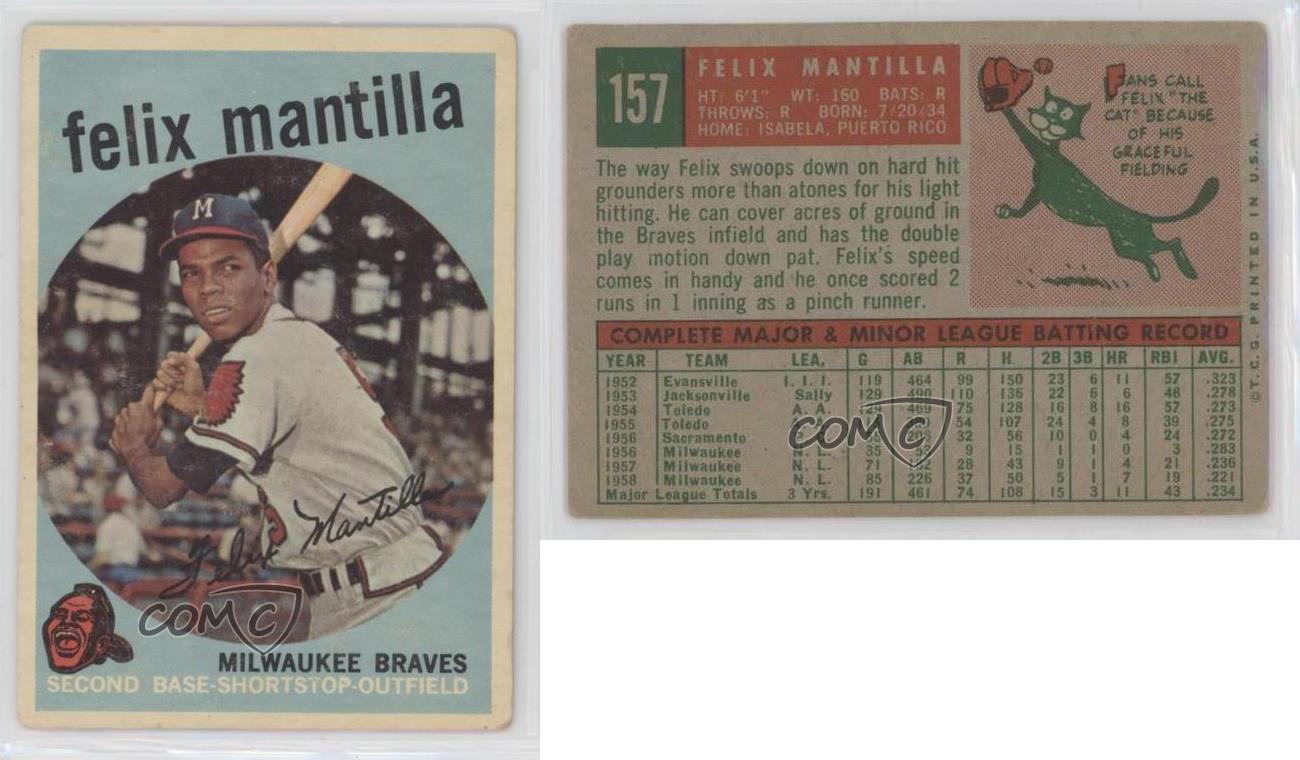 felix mantilla
M
Felix Mantilla
COMC
MILWAUKEE BRAVES
SECOND BASE-SHORTSTOP-OUTFIELD
157
FELIX MANTILLA
HT: 6'1" WT: 160 BATS: R
THROWS: R BORN: 7/20/34
HOME: ISABELA, PUERTO RICO
FANS CALL
FELIX "THE
CAT" BECAUSE
OF HIS
GRACEFUL
FIELDING
The way Felix swoops down on hard hit
grounders more than atones for his light
hitting. He can cover acres of ground in
the Braves infield and has the double
play motion down pat. Felix's speed
comes in handy and he once scored 2
runs in 1 inning as a pinch runner.
COMPLETE MAJOR & MINOR LEAGUE BATTING RECORD
YEAR TEAM LEA. G AB R H 2B 3B HR RBI AVG.
1952 Evansville I. I. I. 119 464 99 150 23 6 11 57 .323
1953 Jacksonville Sally 129 490 110 136 22 6 6 48 .278
1954 Toledo A. A. 124 469 75 128 16 8 16 57 .273
1955 Toledo 54 107 24 4 8 39 .275
1956 Sacramento 206 32 56 10 0 4 24 .272
1956 Milwaukee N. L. 35 53 9 15 1 1 0 3 .283
1957 Milwaukee N. L. 71 182 28 43 9 1 4 21 .236
1958 Milwaukee N. L. 85 226 37 50 5 1 7 19 .221
Major League Totals 3 Yrs. 191 461 74 108 15 3 11 43 .234
COMC
©T. C. G. PRINTED IN U.S.A.